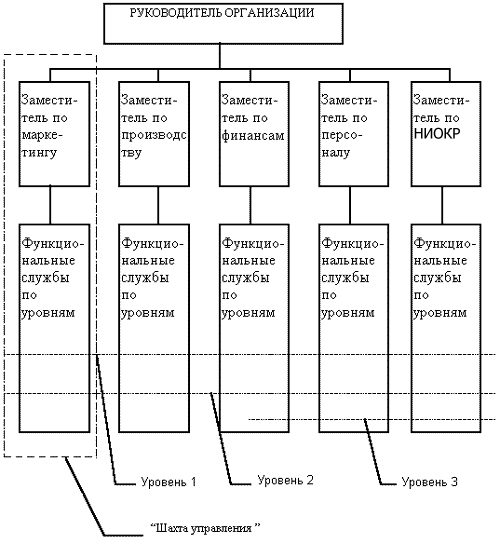 РУКОВОДИТЕЛЬ ОРГАНИЗАЦИИ
Замести-
тель по
марке-
тингу
Замести-
тель по
производс
тву
Замести-
тель по
финансам
Замести-
тель по
персо-
налу
Замести-
тель по
НИОКР
Функцио-
нальные
службы
по
уровням
Функцио-
нальные
службы
по
уровням
Функцио-
нальные
службы
по
уровням
Функцио-
нальные
службы
по
уровням
Функцио-
нальные
службы
по
уровням
Уровень 1
Уровень 2
Уровень 3
“Шахта управления ”